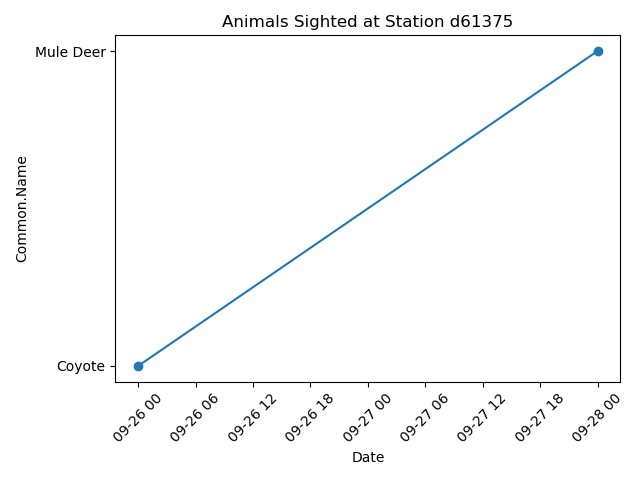 Animals Sighted at Station d61375
Mule Deer
Common.Name
Coyote
09-26 00
09-26 06
09-26 12
09-26 18
09-27 00
09-27 06
09-27 12
09-27 18
09-28 00
Date